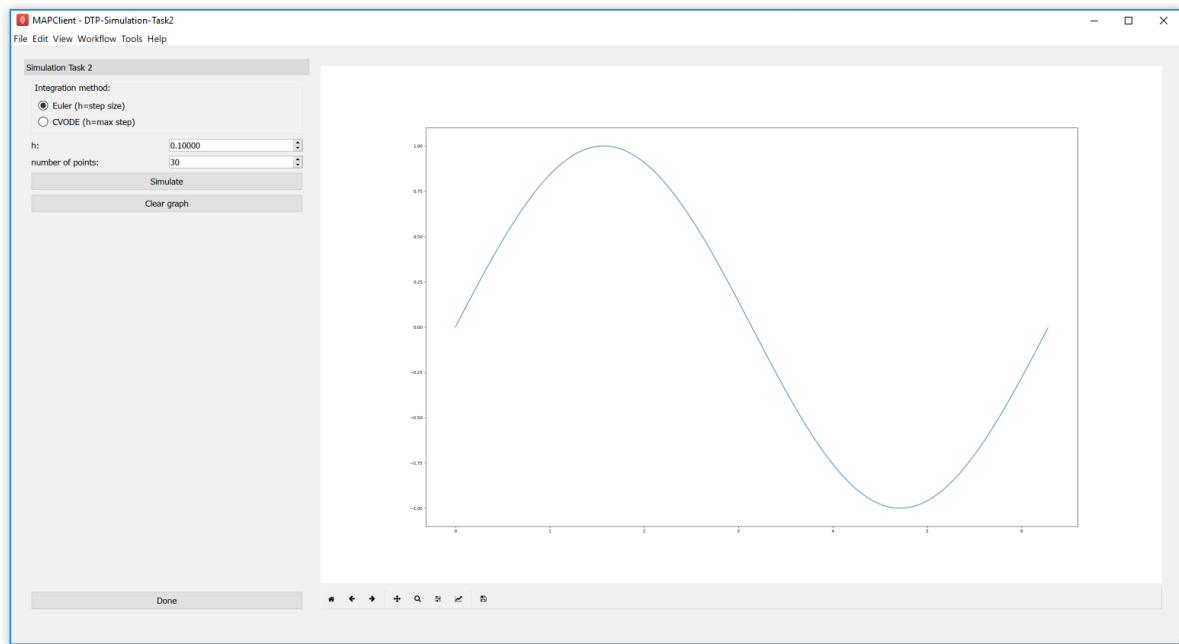 MAPClient - DTP-Simulation-Task2
File Edit View Workflow Tools Help
Simulation Task 2
Integration method:
Euler (h=step size)
CVODE (h=max step)
h: 0.10000
number of points: 30
Simulate
Clear graph
1.00
0.75
0.50
0.25
0.00
−0.25
−0.50
−0.75
−1.00
0 1 2 3 4 5 6
Done